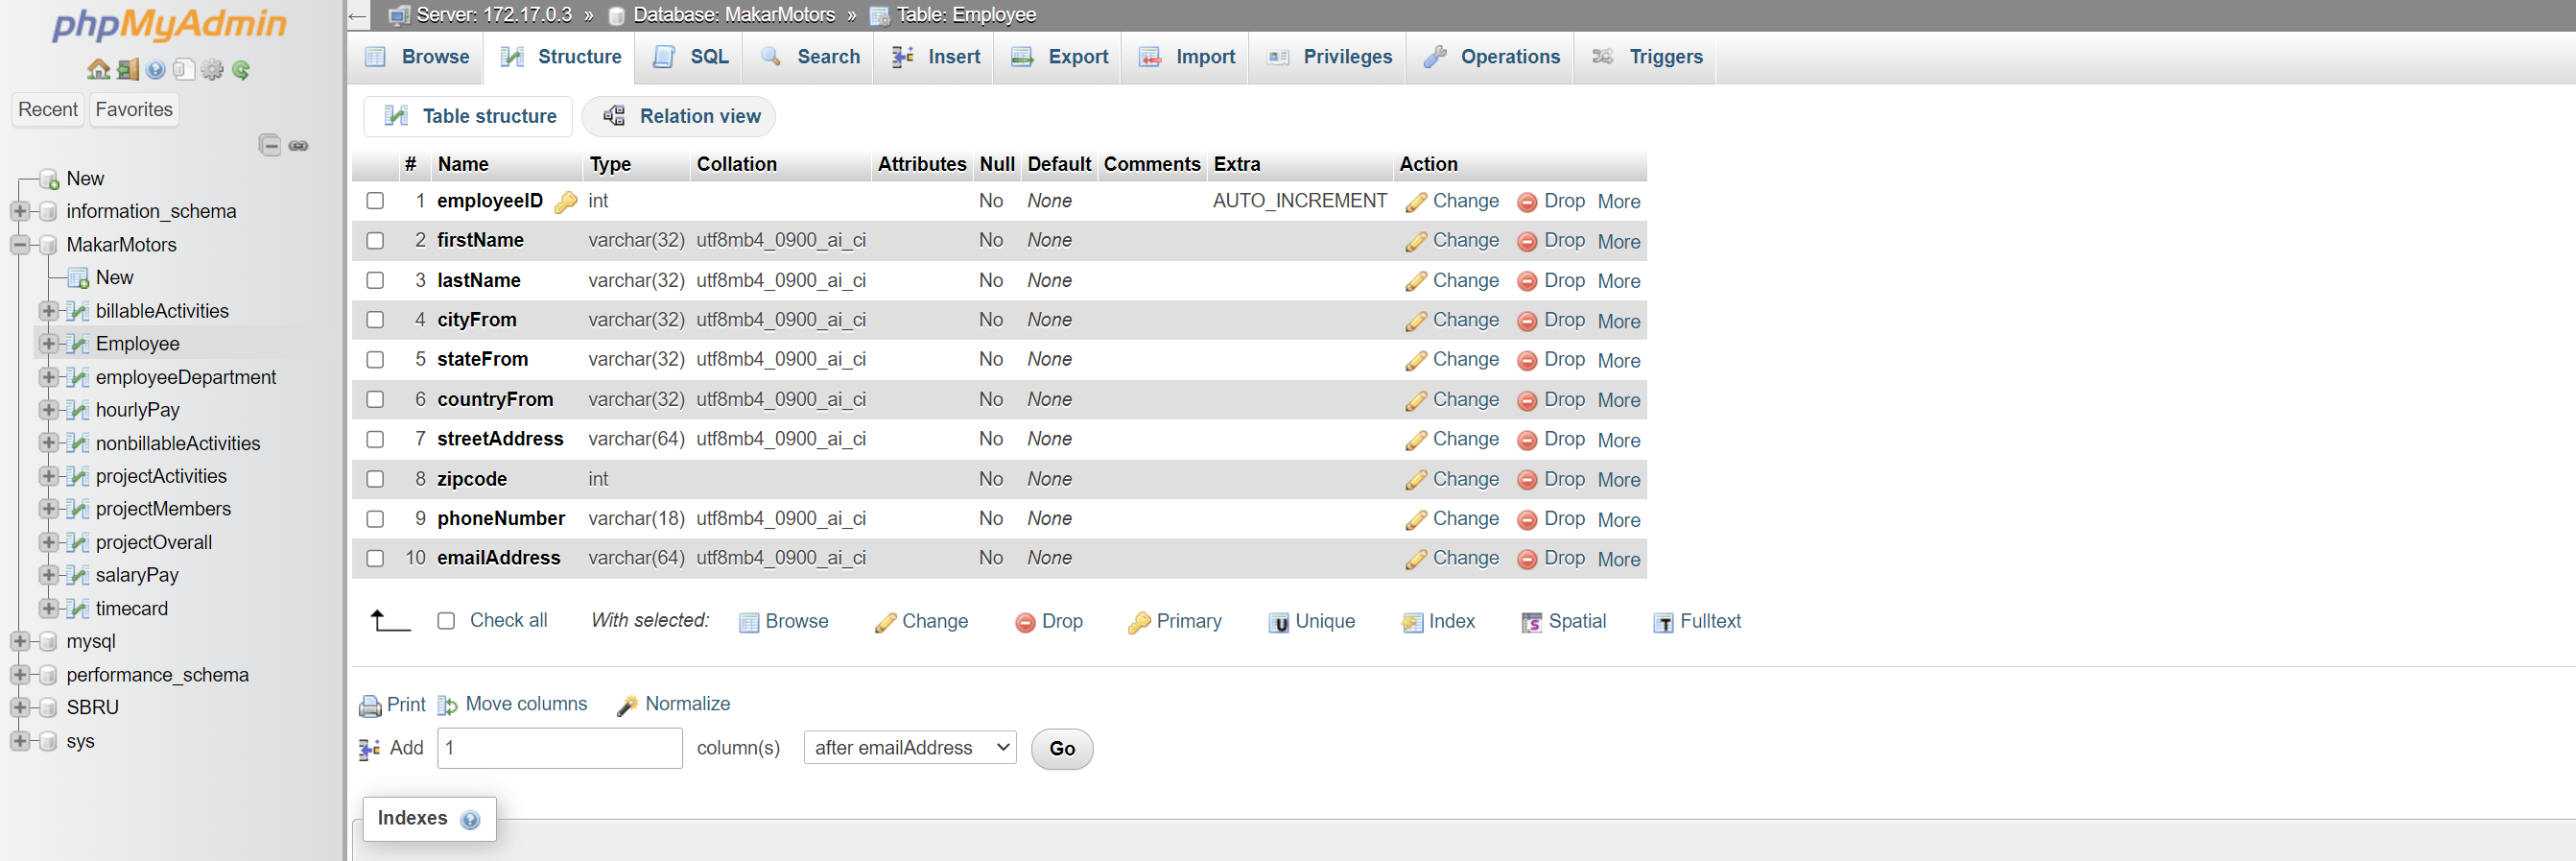 phpMyAdmin
Recent Favorites
New
information_schema
MakarMotors
New
billableActivities
Employee
employeeDepartment
hourlyPay
nonbillableActivities
projectActivities
projectMembers
projectOverall
salaryPay
timecard
mysql
performance_schema
SBRU
sys
Server: 172.17.0.3 » Database: MakarMotors » Table: Employee
Browse Structure SQL Search Insert Export Import Privileges Operations Triggers
Table structure Relation view
# Name Type Collation Attributes Null Default Comments Extra Action
1 employeeID int No None AUTO_INCREMENT Change Drop More
2 firstName varchar(32) utf8mb4_0900_ai_ci No None Change Drop More
3 lastName varchar(32) utf8mb4_0900_ai_ci No None Change Drop More
4 cityFrom varchar(32) utf8mb4_0900_ai_ci No None Change Drop More
5 stateFrom varchar(32) utf8mb4_0900_ai_ci No None Change Drop More
6 countryFrom varchar(32) utf8mb4_0900_ai_ci No None Change Drop More
7 streetAddress varchar(64) utf8mb4_0900_ai_ci No None Change Drop More
8 zipcode int No None Change Drop More
9 phoneNumber varchar(18) utf8mb4_0900_ai_ci No None Change Drop More
10 emailAddress varchar(64) utf8mb4_0900_ai_ci No None Change Drop More
Check all With selected: Browse Change Drop Primary Unique Index Spatial Fulltext
Print Move columns Normalize
Add 1 column(s) after emailAddress Go
Indexes